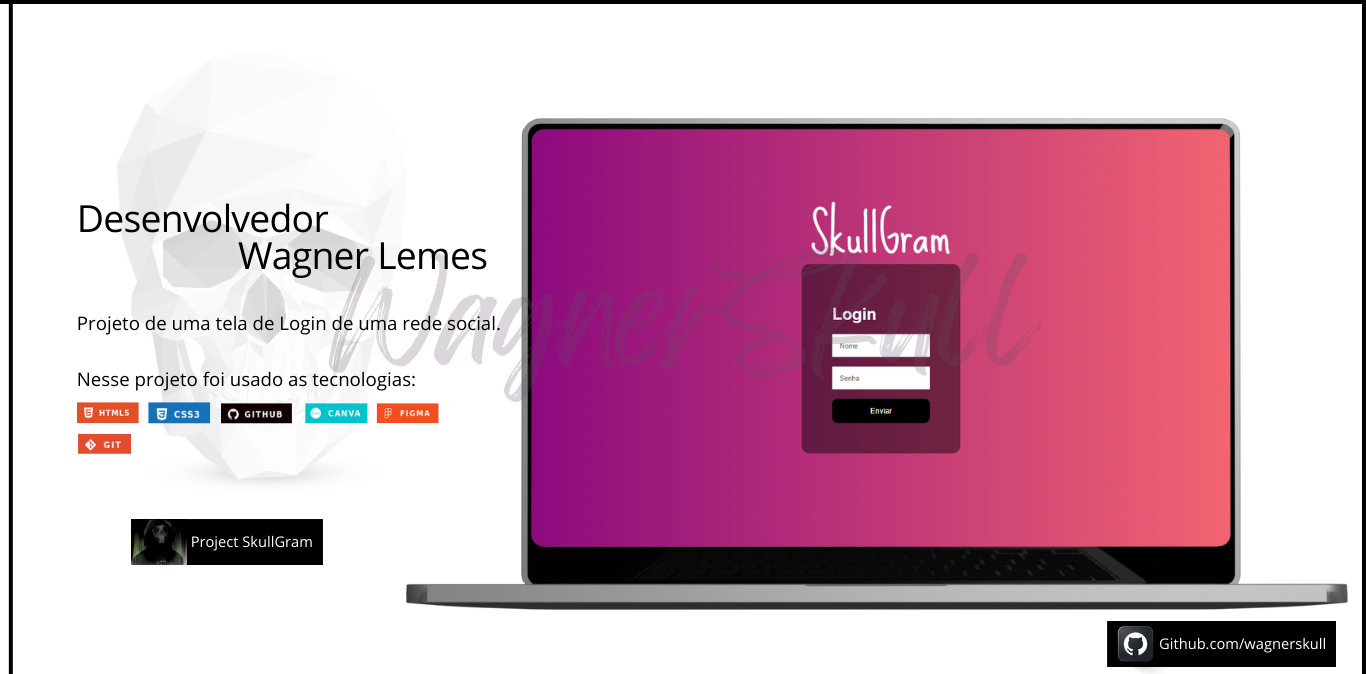 Desenvolvedor
Wagner Lemes
Projeto de uma tela de Login de uma rede social.
Nesse projeto foi usado as tecnologias:
HTML5 CSS3 GITHUB CANVA FIGMA
GIT
Project SkullGram
WagnerSkull
SkullGram
Login
Nome
Senha
Enviar
Github.com/wagnerskull